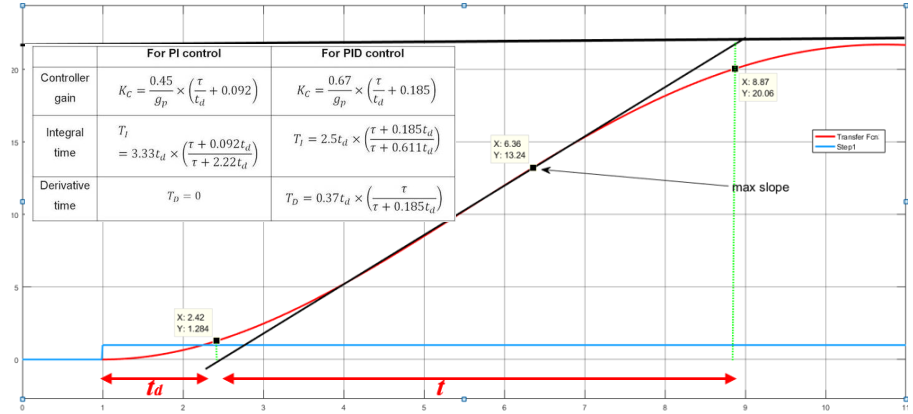 For PI control For PID control
Controller gain K_C = 0.45/g_p × (τ/t_d + 0.092) K_C = 0.67/g_p × (τ/t_d + 0.185)
Integral time T_I = 3.33t_d × ((τ + 0.092t_d)/(τ + 2.22t_d)) T_I = 2.5t_d × ((τ + 0.185t_d)/(τ + 0.611t_d))
Derivative time T_D = 0 T_D = 0.37t_d × (τ/(τ + 0.185t_d))
20
15
10
5
0
X: 8.87
Y: 20.06
X: 6.36
Y: 13.24
Transfer Fcn
Step1
max slope
X: 2.42
Y: 1.284
t_d
t
0 1 2 3 4 5 6 7 8 9 10 11